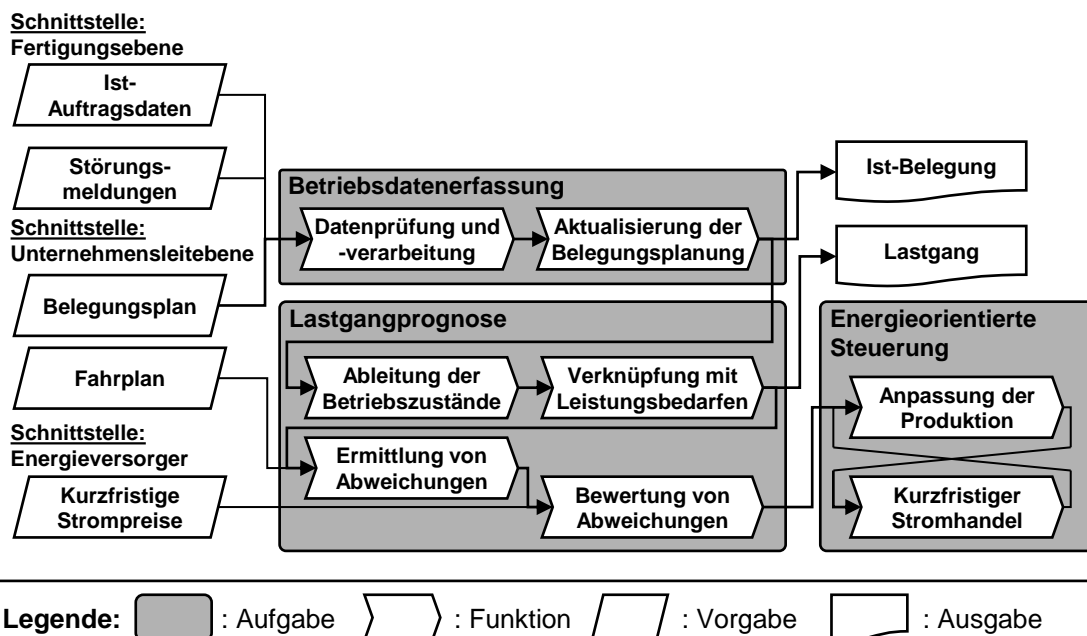 Schnittstelle:
Fertigungsebene
Ist-
Auftragsdaten
Störungs-
meldungen
Schnittstelle:
Unternehmensleitebene
Belegungsplan
Fahrplan
Schnittstelle:
Energieversorger
Kurzfristige
Strompreise
Betriebsdatenerfassung
Datenprüfung und
-verarbeitung
Aktualisierung der
Belegungsplanung
Lastgangprognose
Ableitung der
Betriebszustände
Verknüpfung mit
Leistungsbedarfen
Ermittlung von
Abweichungen
Bewertung von
Abweichungen
Ist-Belegung
Lastgang
Energieorientierte
Steuerung
Anpassung der
Produktion
Kurzfristiger
Stromhandel
Legende: : Aufgabe : Funktion : Vorgabe : Ausgabe